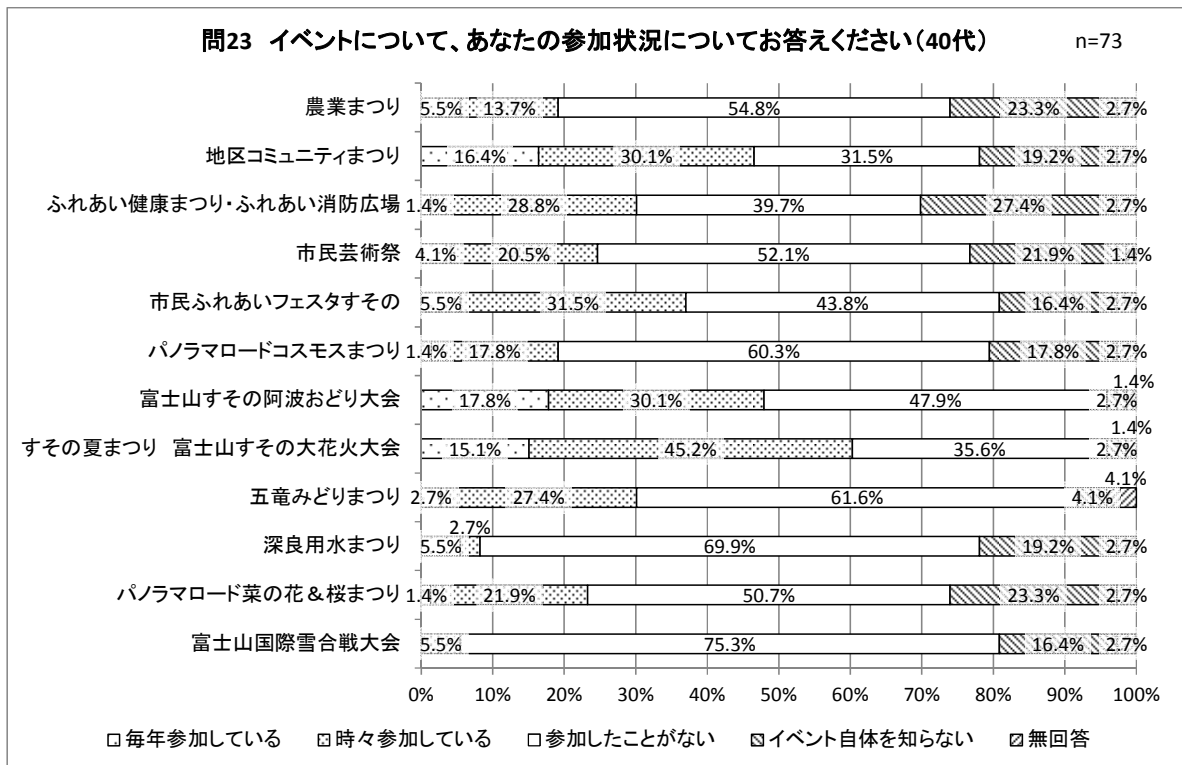 問23 イベントについて、あなたの参加状況についてお答えください(40代) n=73
農業まつり 5.5% 13.7% 54.8% 23.3% 2.7%
地区コミュニティまつり 16.4% 30.1% 31.5% 19.2% 2.7%
ふれあい健康まつり・ふれあい消防広場 1.4% 28.8% 39.7% 27.4% 2.7%
市民芸術祭 4.1% 20.5% 52.1% 21.9% 1.4%
市民ふれあいフェスタすその 5.5% 31.5% 43.8% 16.4% 2.7%
パノラマロードコスモスまつり 1.4% 17.8% 60.3% 17.8% 2.7%
1.4%
富士山すその阿波おどり大会 17.8% 30.1% 47.9% 2.7%
1.4%
すその夏まつり 富士山すその大花火大会 15.1% 45.2% 35.6% 2.7%
4.1%
五竜みどりまつり 2.7% 27.4% 61.6% 4.1%
2.7%
深良用水まつり 5.5% 69.9% 19.2% 2.7%
パノラマロード菜の花&桜まつり 1.4% 21.9% 50.7% 23.3% 2.7%
富士山国際雪合戦大会 5.5% 75.3% 16.4% 2.7%
0% 10% 20% 30% 40% 50% 60% 70% 80% 90% 100%
毎年参加している 時々参加している 参加したことがない イベント自体を知らない 無回答